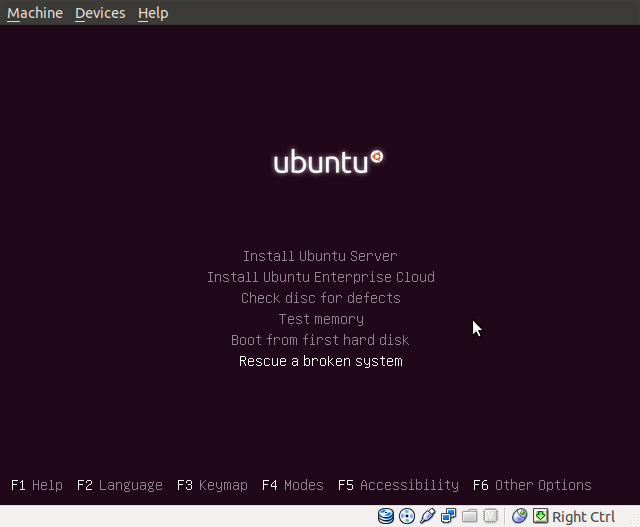 Machine Devices Help
ubuntu
Install Ubuntu Server
Install Ubuntu Enterprise Cloud
Check disc for defects
Test memory
Boot from first hard disk
Rescue a broken system
F1 Help F2 Language F3 Keymap F4 Modes F5 Accessibility F6 Other Options
Right Ctrl